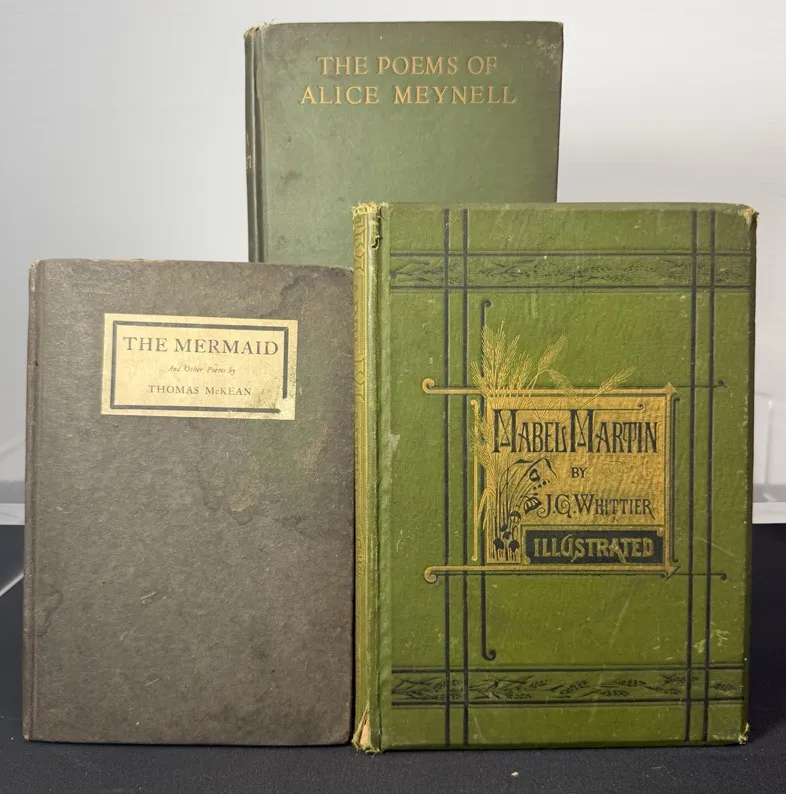 THE POEMS OF
ALICE MEYNELL
THE MERMAID
And Other Poems by
THOMAS McKEAN
MABEL MARTIN
BY
J.G. WHITTIER
ILLUSTRATED